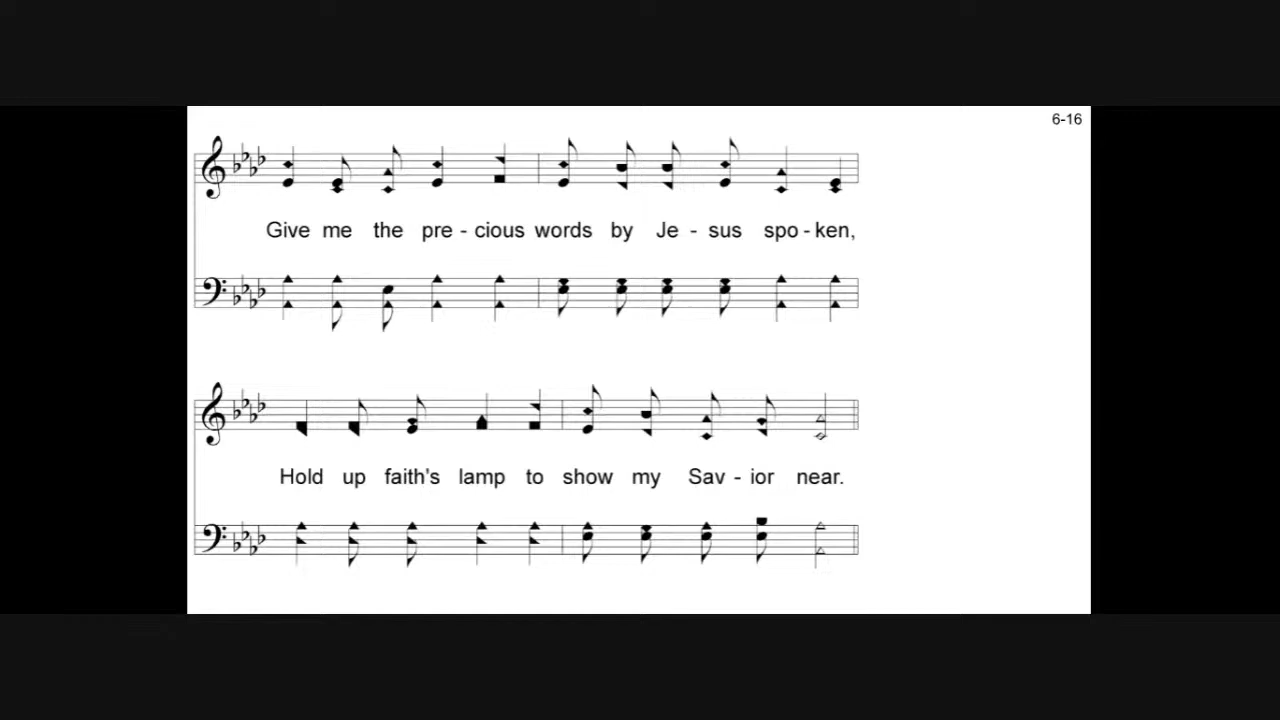 6-16
Give me the pre - cious words by Je - sus spo - ken,
Hold up faith's lamp to show my Sav - ior near.